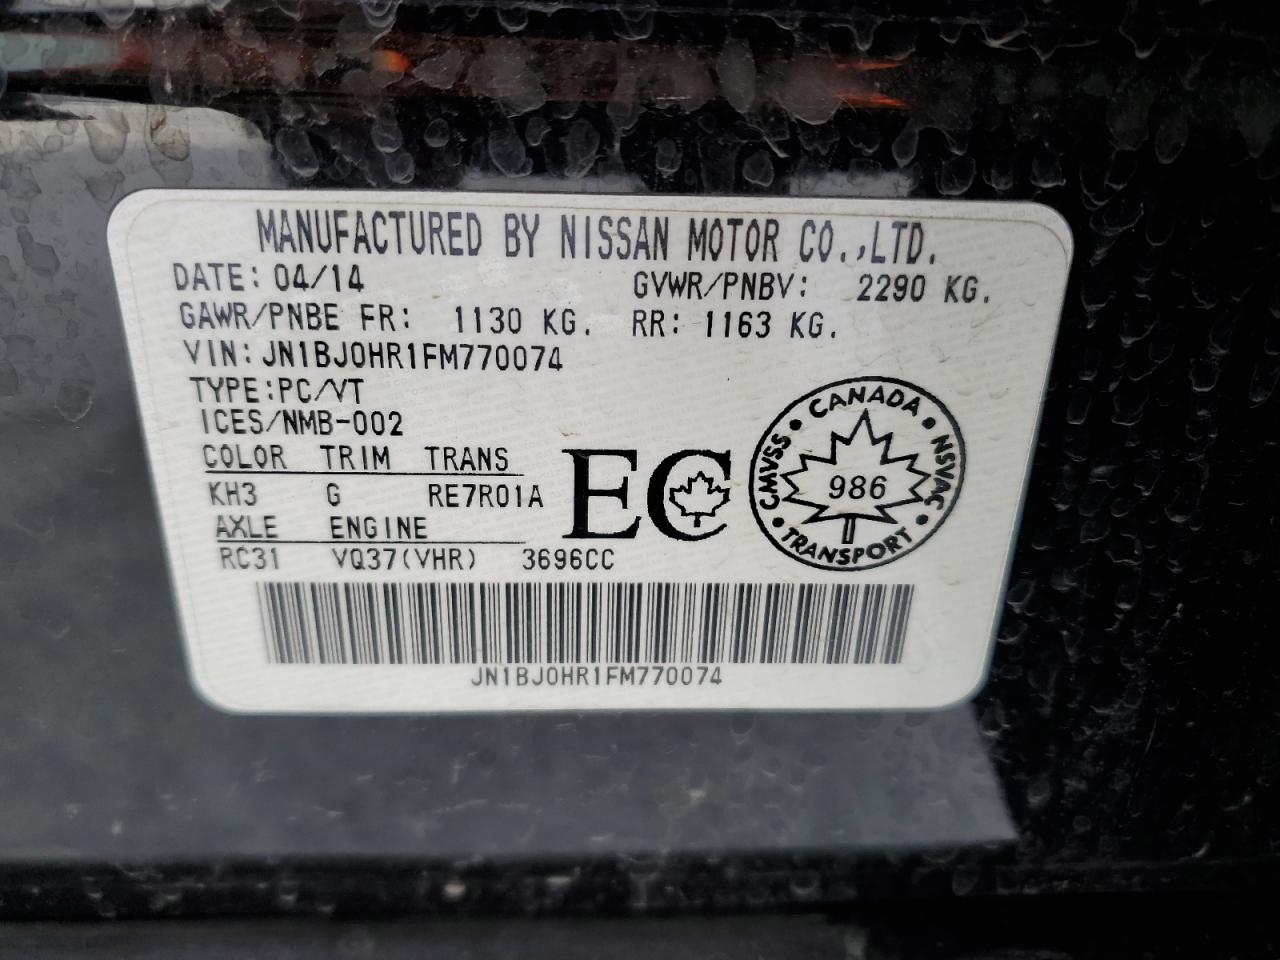 MANUFACTURED BY NISSAN MOTOR CO.,LTD.
DATE: 04/14 GVWR/PNBV: 2290 KG.
GAWR/PNBE FR: 1130 KG. RR: 1163 KG.
VIN: JN1BJ0HR1FM770074
TYPE:PC/VT
ICES/NMB-002
COLOR TRIM TRANS
KH3 G RE7R01A
AXLE ENGINE
RC31 VQ37(VHR) 3696CC
EC
CANADA
CMVSS
NSVAC
986
TRANSPORT
JN1BJ0HR1FM770074